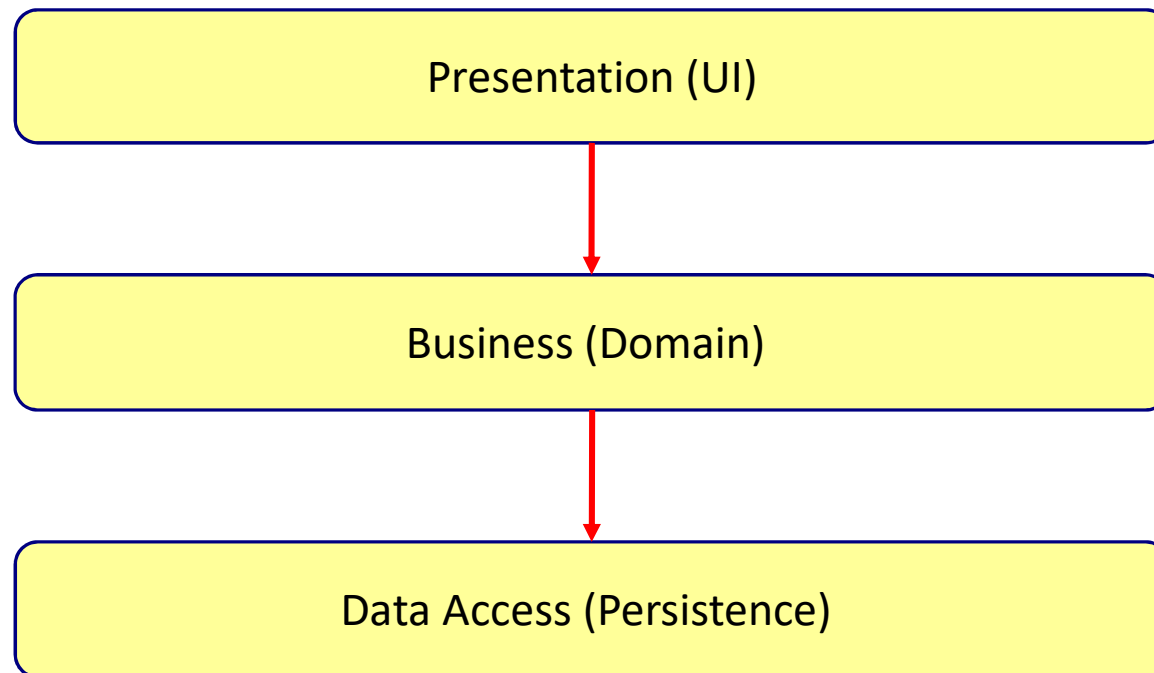 Presentation (UI)
Business (Domain)
Data Access (Persistence)